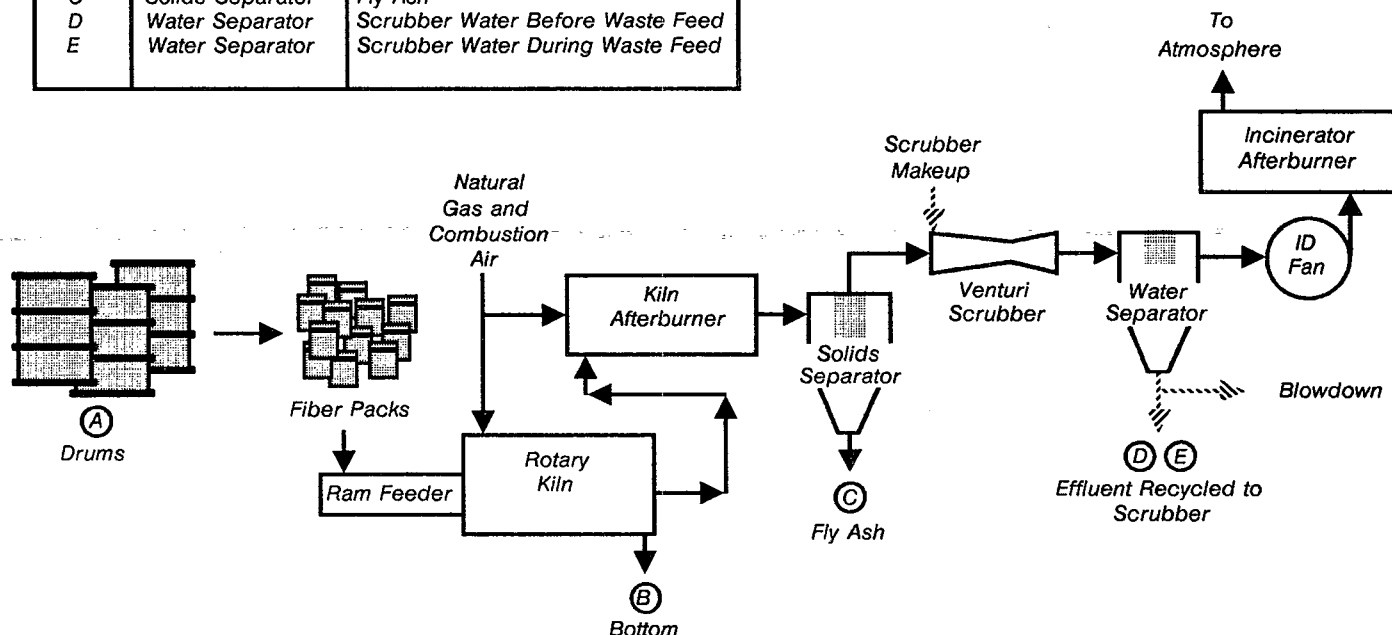 C Solids Separator Fly Ash
D Water Separator Scrubber Water Before Waste Feed
E Water Separator Scrubber Water During Waste Feed
To
Atmosphere
Incinerator
Afterburner
Scrubber
Makeup
Natural
Gas and
Combustion
Air
ID
Fan
Kiln
Afterburner
Venturi
Scrubber
Water
Separator
Solids
Separator
Blowdown
Fiber Packs
A
Drums
Rotary
Kiln
Ram Feeder
D E
Effluent Recycled to
Scrubber
C
Fly Ash
B
Bottom